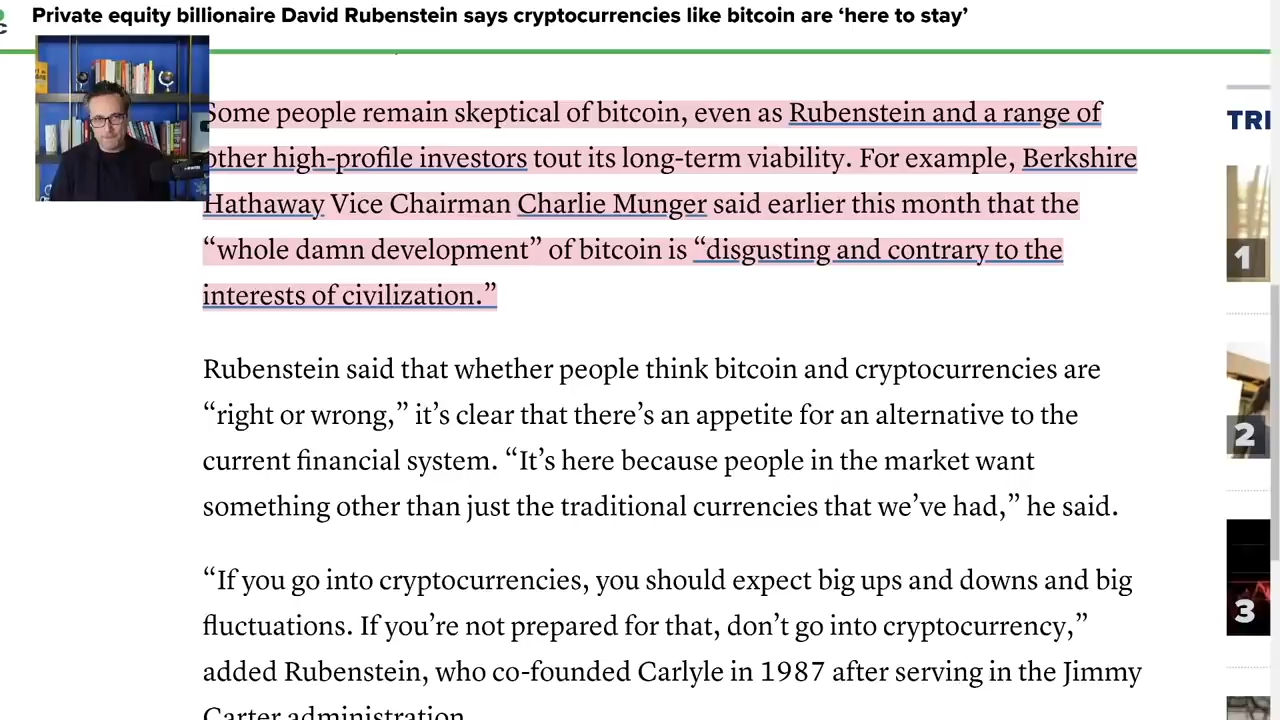 Private equity billionaire David Rubenstein says cryptocurrencies like bitcoin are ‘here to stay’
Some people remain skeptical of bitcoin, even as Rubenstein and a range of
other high-profile investors tout its long-term viability. For example, Berkshire
Hathaway Vice Chairman Charlie Munger said earlier this month that the
“whole damn development” of bitcoin is “disgusting and contrary to the
interests of civilization.”
Rubenstein said that whether people think bitcoin and cryptocurrencies are
“right or wrong,” it’s clear that there’s an appetite for an alternative to the
current financial system. “It’s here because people in the market want
something other than just the traditional currencies that we’ve had,” he said.
“If you go into cryptocurrencies, you should expect big ups and downs and big
fluctuations. If you’re not prepared for that, don’t go into cryptocurrency,”
added Rubenstein, who co-founded Carlyle in 1987 after serving in the Jimmy
Carter administration
TRE
1
2
3